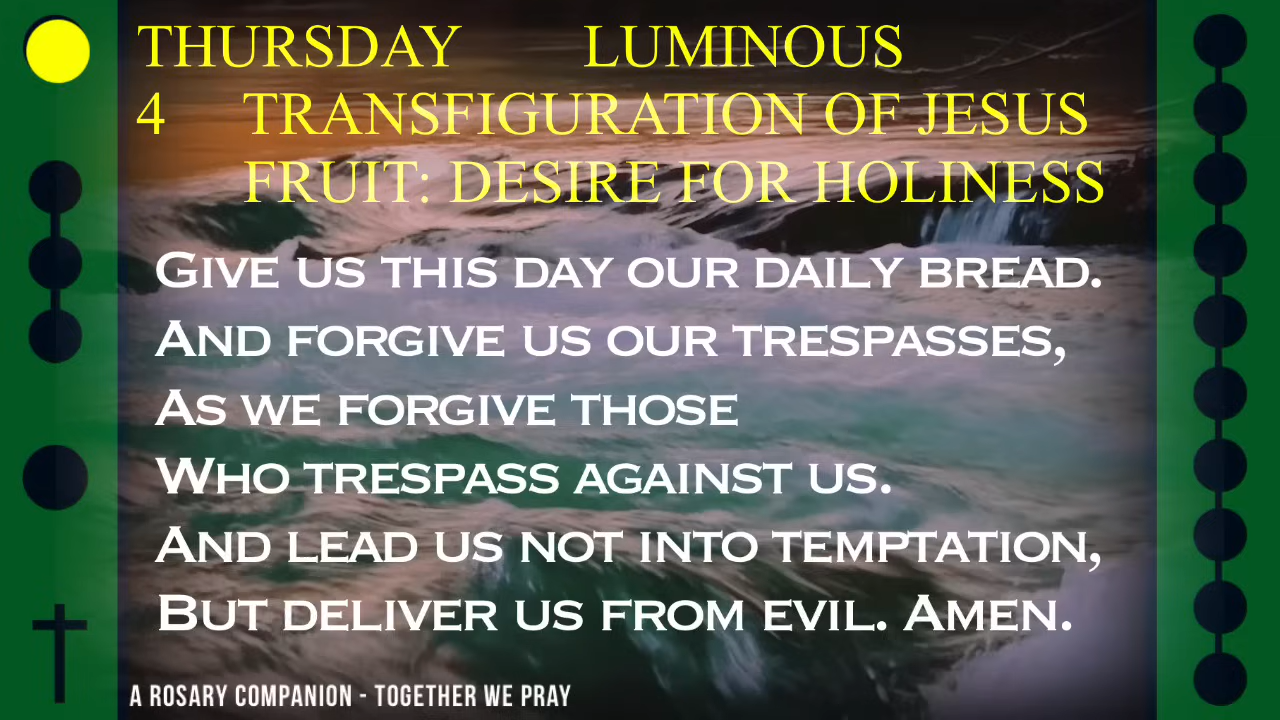 THURSDAY LUMINOUS
4 TRANSFIGURATION OF JESUS
FRUIT: DESIRE FOR HOLINESS
GIVE US THIS DAY OUR DAILY BREAD.
AND FORGIVE US OUR TRESPASSES,
AS WE FORGIVE THOSE
WHO TRESPASS AGAINST US.
AND LEAD US NOT INTO TEMPTATION,
BUT DELIVER US FROM EVIL. AMEN.
A ROSARY COMPANION - TOGETHER WE PRAY